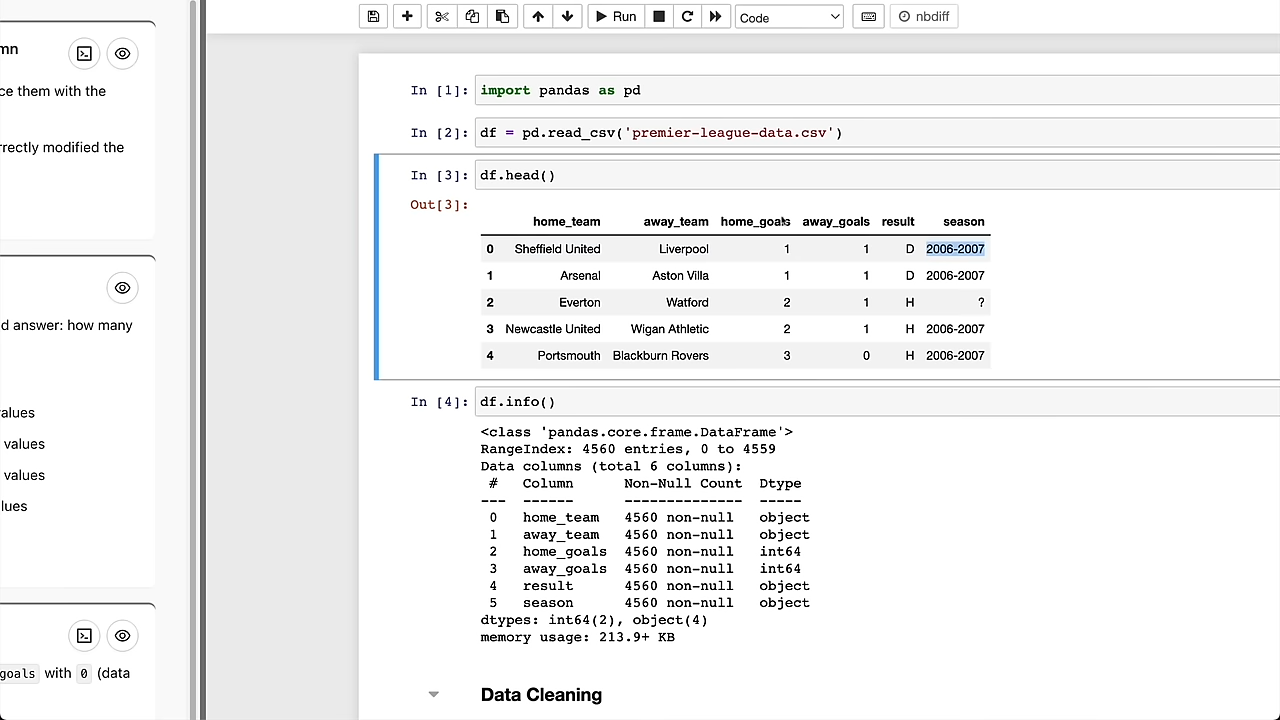 mn
ce them with the
rrectly modified the
d answer: how many
values
values
values
lues
goals with 0 (data
Run
Code
nbdiff
In [1]: import pandas as pd
In [2]: df = pd.read_csv('premier-league-data.csv')
In [3]: df.head()
Out[3]:
home_team away_team home_goals away_goals result season
0 Sheffield United Liverpool 1 1 D 2006-2007
1 Arsenal Aston Villa 1 1 D 2006-2007
2 Everton Watford 2 1 H ?
3 Newcastle United Wigan Athletic 2 1 H 2006-2007
4 Portsmouth Blackburn Rovers 3 0 H 2006-2007
In [4]: df.info()
<class 'pandas.core.frame.DataFrame'>
RangeIndex: 4560 entries, 0 to 4559
Data columns (total 6 columns):
# Column Non-Null Count Dtype
--- ------ -------------- -----
0 home_team 4560 non-null object
1 away_team 4560 non-null object
2 home_goals 4560 non-null int64
3 away_goals 4560 non-null int64
4 result 4560 non-null object
5 season 4560 non-null object
dtypes: int64(2), object(4)
memory usage: 213.9+ KB
Data Cleaning